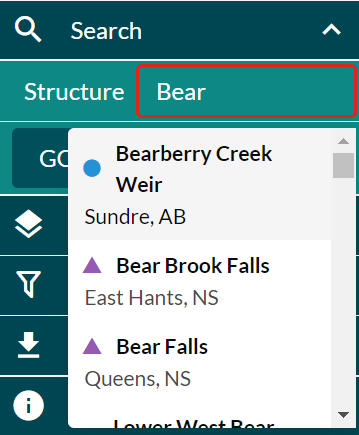 Search
Structure Bear
GO
Bearberry Creek
Weir
Sundre, AB
Bear Brook Falls
East Hants, NS
Bear Falls
Queens, NS
Lower West Bear